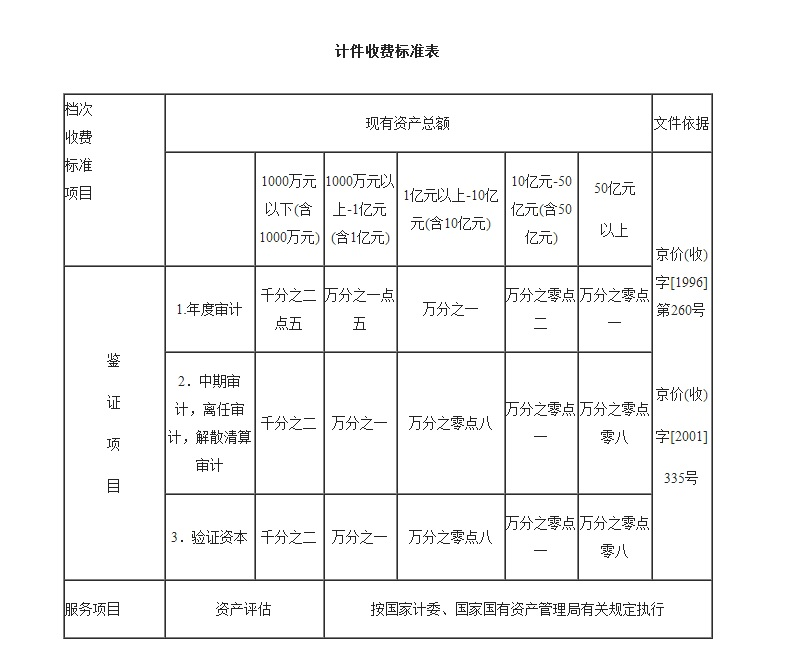 计件收费标准表
档次
收费
标准
项目
现有资产总额
文件依据
1000万元
以下(含
1000万元)
1000万元以
上-1亿元
(含1亿元)
1亿元以上-10亿
元(含10亿元)
10亿元-50
亿元(含50
亿元)
50亿元
以上
京价(收)
字[1996]
第260号
京价(收)
字[2001]
335号
鉴
证
项
目
1.年度审计
千分之二
点五
万分之一点
五
万分之一
万分之零点
二
万分之零点
一
2．中期审
计，离任审
计，解散清算
审计
千分之二
万分之一
万分之零点八
万分之零点
一
万分之零点
零八
3．验证资本
千分之二
万分之一
万分之零点八
万分之零点
一
万分之零点
零八
服务项目
资产评估
按国家计委、国家国有资产管理局有关规定执行